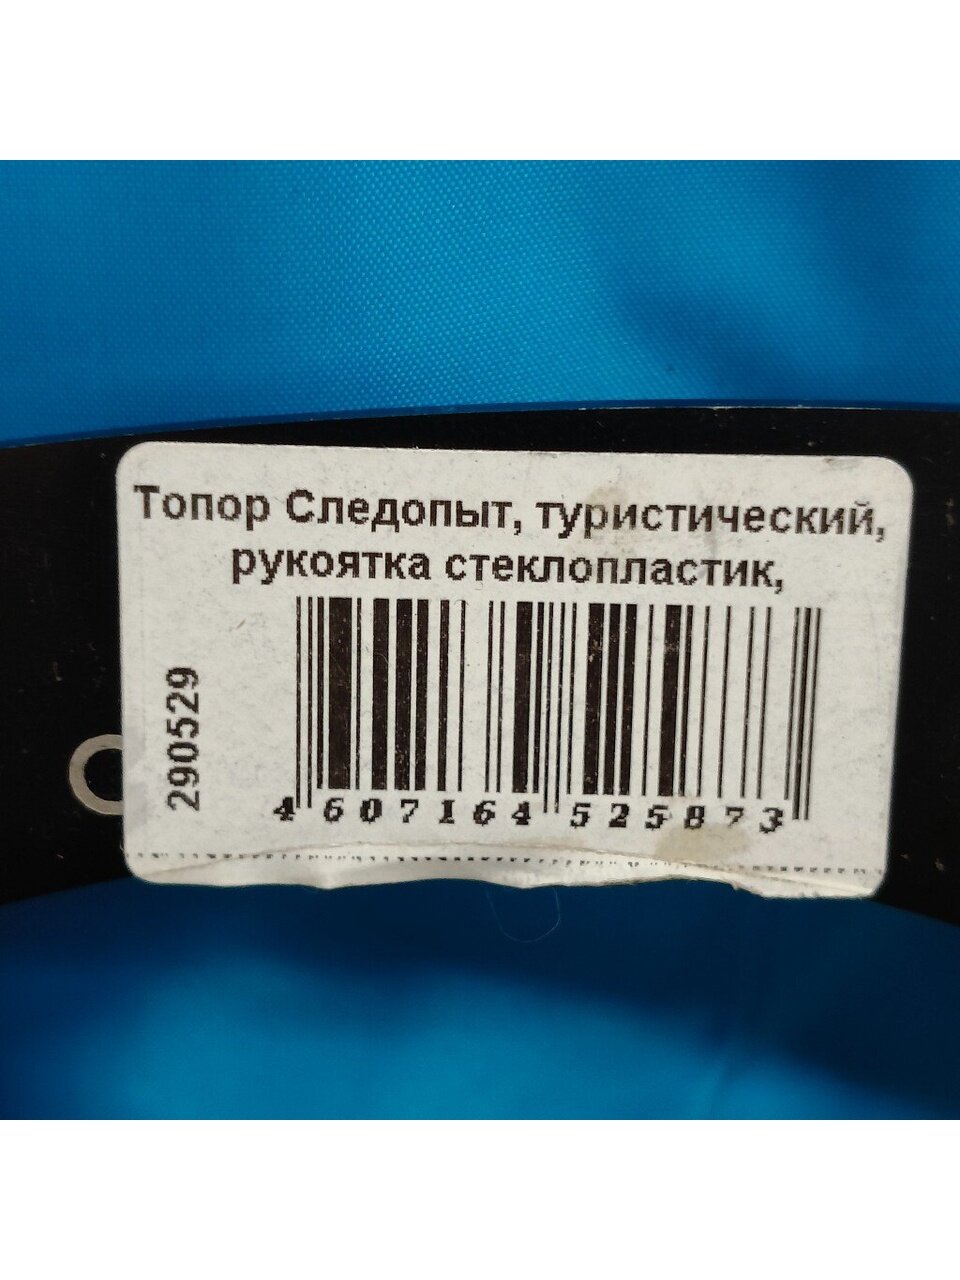 Топор Следопыт, туристический,
рукоятка стеклопластик,
290529
4 607164 525873